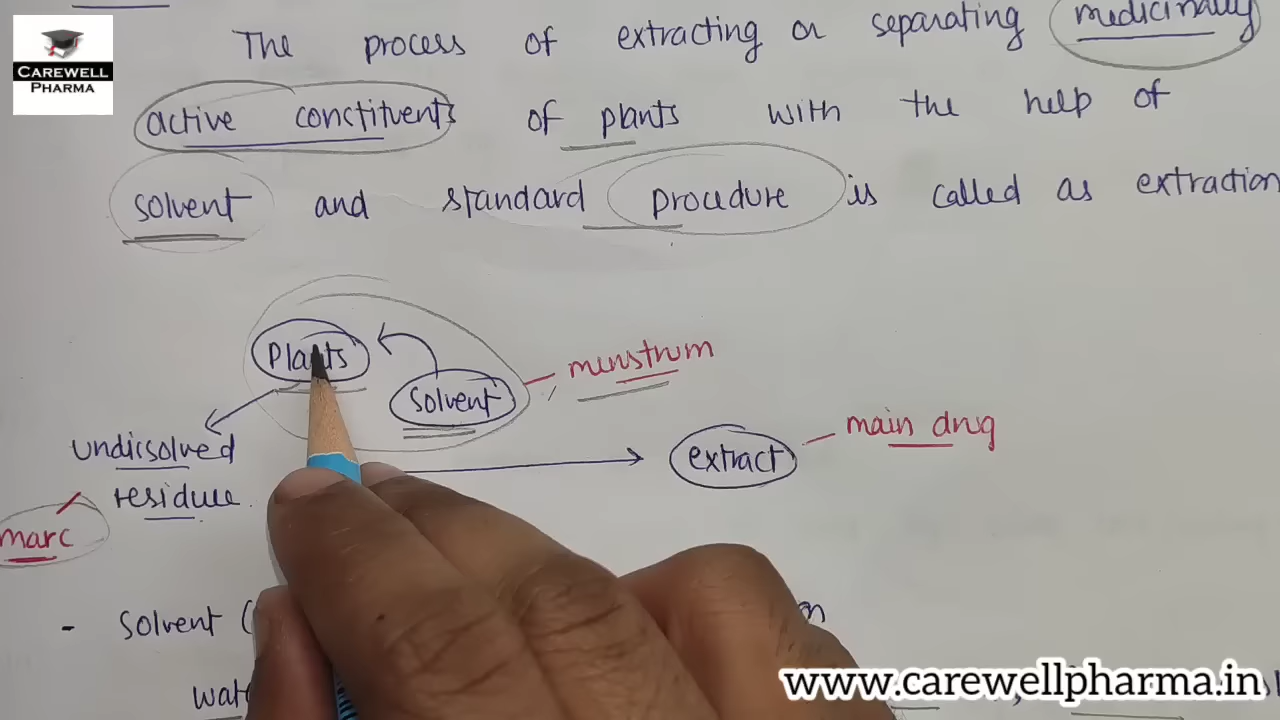 CAREWELL
PHARMA
The process of extracting or separating medicinally
active constituents of plants with the help of
solvent and standard procedure is called as extraction
Plants
solvent
menstrum
undissolved
residue.
marc
extract
main drug
- Solvent (
www.carewellpharma.in